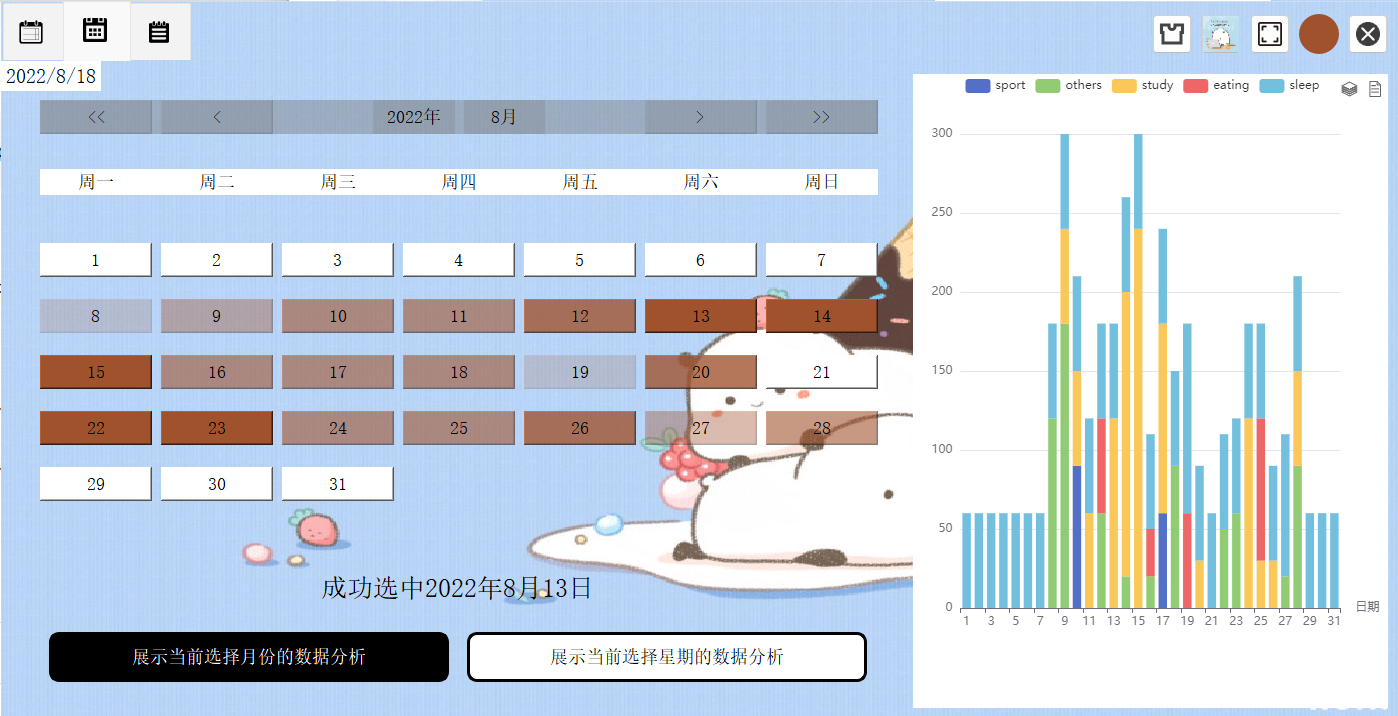 2022/8/18
<< < 2022年 8月 > >>
周一 周二 周三 周四 周五 周六 周日
1 2 3 4 5 6 7
8 9 10 11 12 13 14
15 16 17 18 19 20 21
22 23 24 25 26 27 28
29 30 31
成功选中2022年8月13日
展示当前选择月份的数据分析
展示当前选择星期的数据分析
sport others study eating sleep
300
250
200
150
100
50
0
日期
1 3 5 7 9 11 13 15 17 19 21 23 25 27 29 31